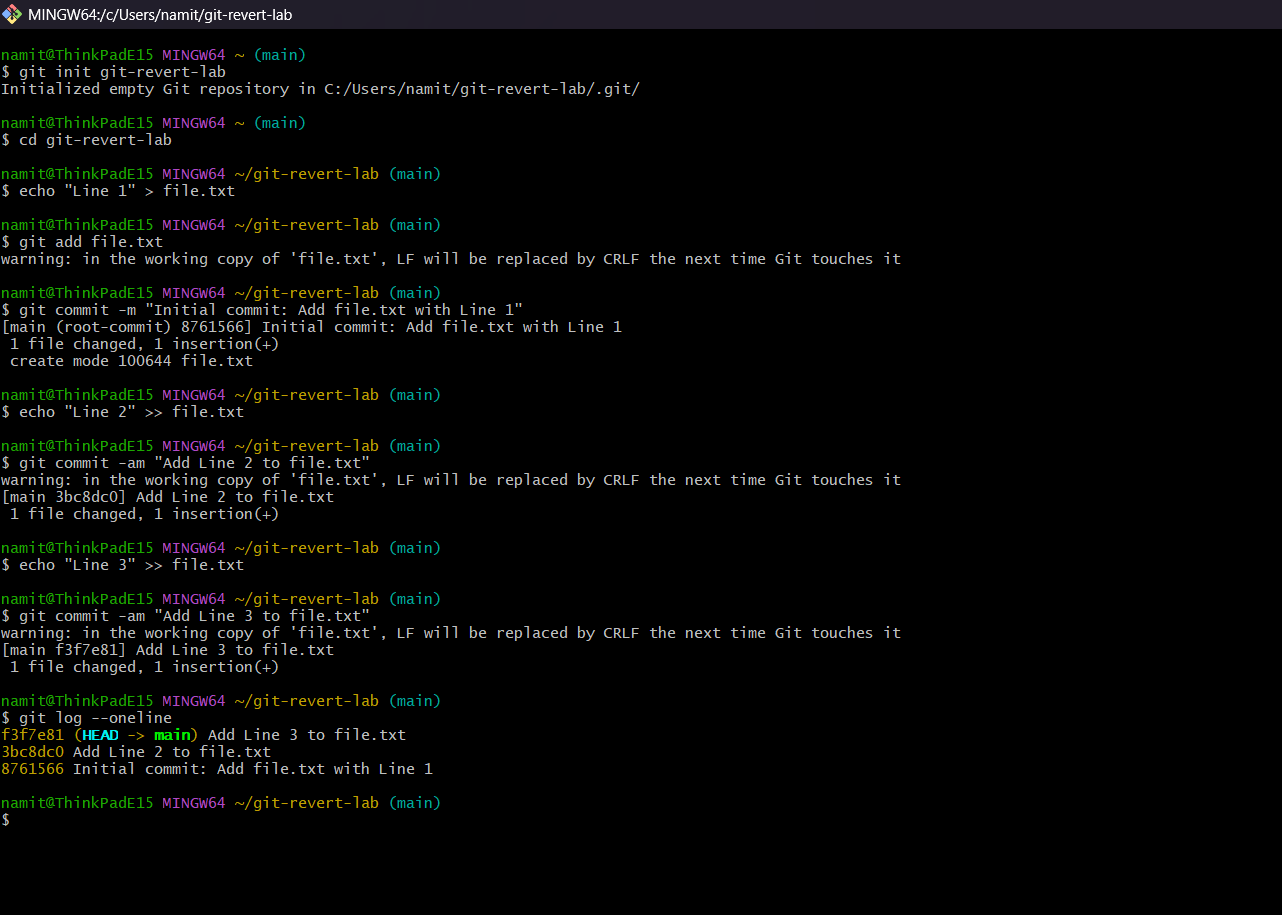 MINGW64:/c/Users/namit/git-revert-lab
namit@ThinkPadE15 MINGW64 ~ (main)
$ git init git-revert-lab
Initialized empty Git repository in C:/Users/namit/git-revert-lab/.git/
namit@ThinkPadE15 MINGW64 ~ (main)
$ cd git-revert-lab
namit@ThinkPadE15 MINGW64 ~/git-revert-lab (main)
$ echo "Line 1" > file.txt
namit@ThinkPadE15 MINGW64 ~/git-revert-lab (main)
$ git add file.txt
warning: in the working copy of 'file.txt', LF will be replaced by CRLF the next time Git touches it
namit@ThinkPadE15 MINGW64 ~/git-revert-lab (main)
$ git commit -m "Initial commit: Add file.txt with Line 1"
[main (root-commit) 8761566] Initial commit: Add file.txt with Line 1
 1 file changed, 1 insertion(+)
 create mode 100644 file.txt
namit@ThinkPadE15 MINGW64 ~/git-revert-lab (main)
$ echo "Line 2" >> file.txt
namit@ThinkPadE15 MINGW64 ~/git-revert-lab (main)
$ git commit -am "Add Line 2 to file.txt"
warning: in the working copy of 'file.txt', LF will be replaced by CRLF the next time Git touches it
[main 3bc8dc0] Add Line 2 to file.txt
 1 file changed, 1 insertion(+)
namit@ThinkPadE15 MINGW64 ~/git-revert-lab (main)
$ echo "Line 3" >> file.txt
namit@ThinkPadE15 MINGW64 ~/git-revert-lab (main)
$ git commit -am "Add Line 3 to file.txt"
warning: in the working copy of 'file.txt', LF will be replaced by CRLF the next time Git touches it
[main f3f7e81] Add Line 3 to file.txt
 1 file changed, 1 insertion(+)
namit@ThinkPadE15 MINGW64 ~/git-revert-lab (main)
$ git log --oneline
f3f7e81 (HEAD -> main) Add Line 3 to file.txt
3bc8dc0 Add Line 2 to file.txt
8761566 Initial commit: Add file.txt with Line 1
namit@ThinkPadE15 MINGW64 ~/git-revert-lab (main)
$